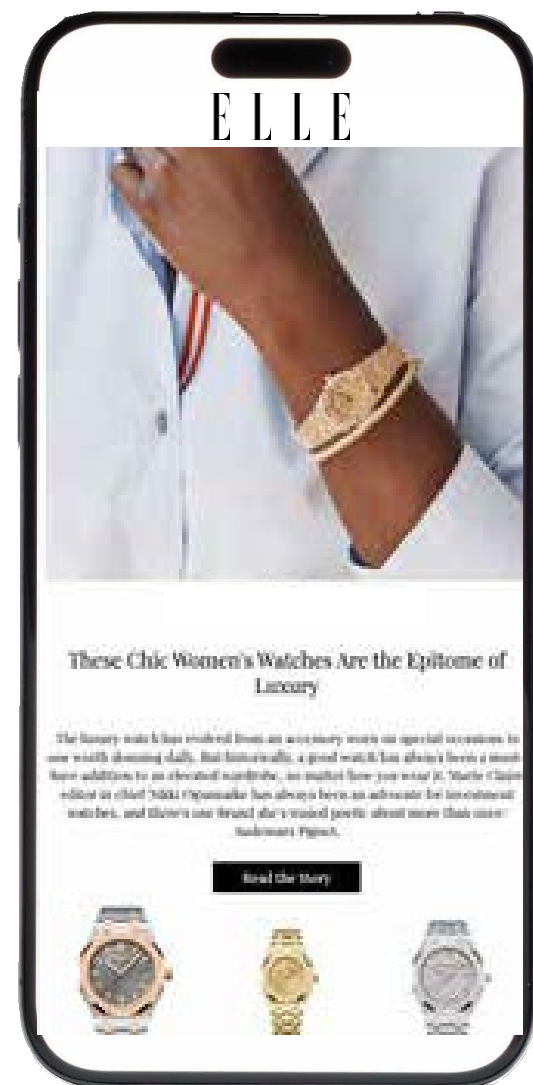 ELLE
These Chic Women's Watches Are the Epitome of
Luxury
The luxury watch has evolved from an accessory worn on special occasions to
one worth donning daily. But historically, a good watch has always been a must-
have addition to an elevated wardrobe, no matter how you wear it. Marie Claire
editor in chief Nikki Ogunnaike has always been an advocate for investment
watches, and there's one brand she's waxed poetic about more than once:
Audemars Piguet.
Read the Story